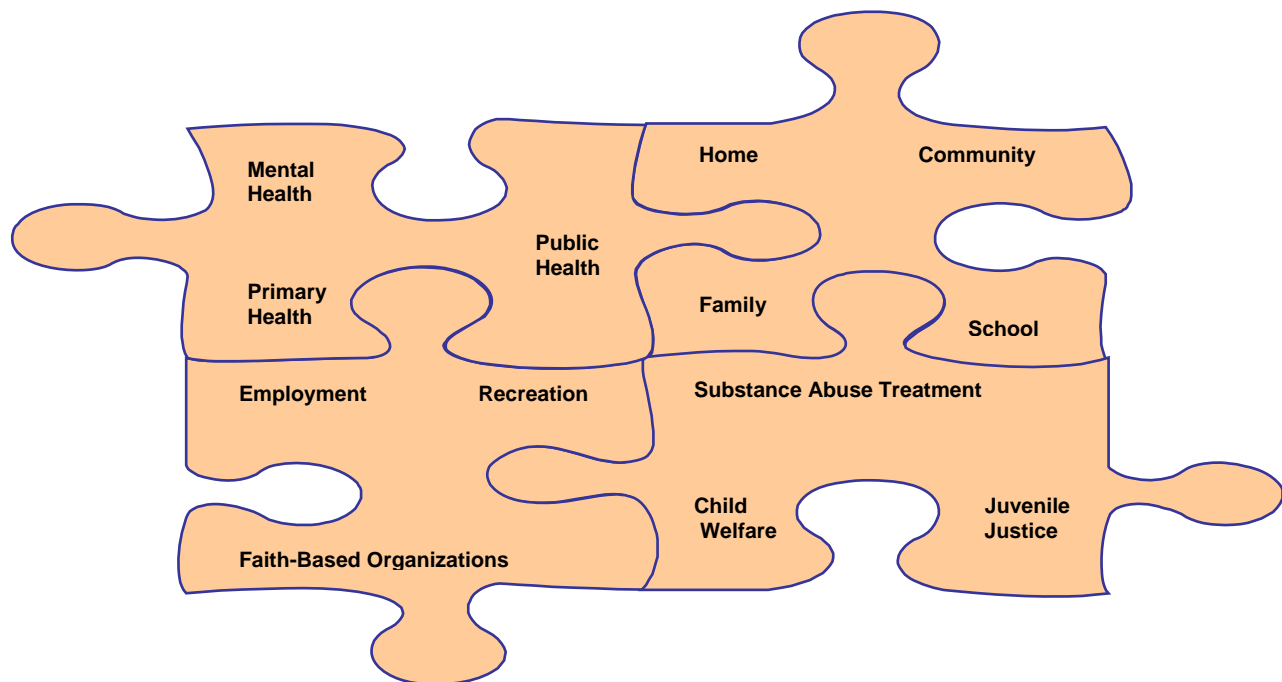 Mental
Health
Primary
Health
Public
Health
Home
Community
Family
School
Employment
Recreation
Faith-Based Organizations
Substance Abuse Treatment
Child
Welfare
Juvenile
Justice